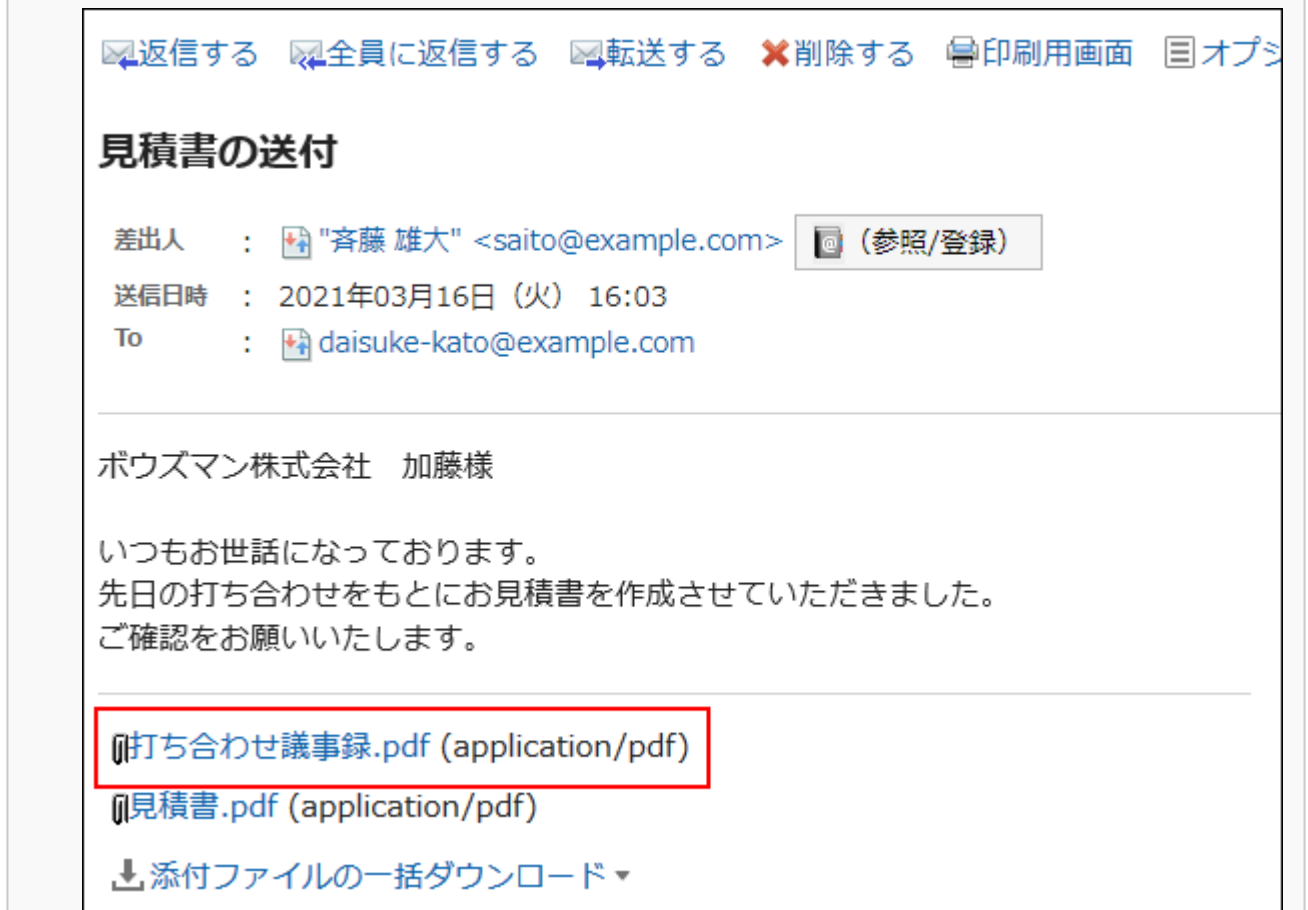 返信する 全員に返信する 転送する 削除する 印刷用画面 オプシ
見積書の送付
差出人 : "斉藤 雄大" <saito@example.com> （参照/登録）
送信日時 : 2021年03月16日（火） 16:03
To : daisuke-kato@example.com
ボウズマン株式会社　加藤様
いつもお世話になっております。
先日の打ち合わせをもとにお見積書を作成させていただきました。
ご確認をお願いいたします。
打ち合わせ議事録.pdf (application/pdf)
見積書.pdf (application/pdf)
添付ファイルの一括ダウンロード